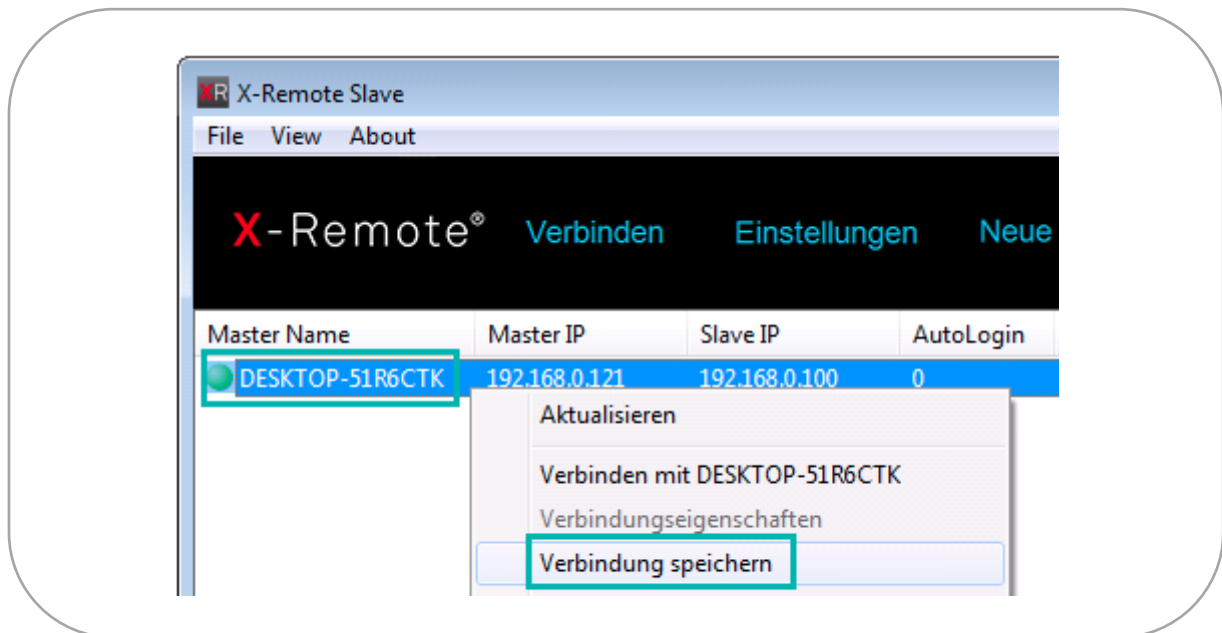 XR X-Remote Slave
File View About
X-Remote® Verbinden Einstellungen Neue
Master Name Master IP Slave IP AutoLogin
DESKTOP-51R6CTK 192.168.0.121 192.168.0.100 0
Aktualisieren
Verbinden mit DESKTOP-51R6CTK
Verbindungseigenschaften
Verbindung speichern